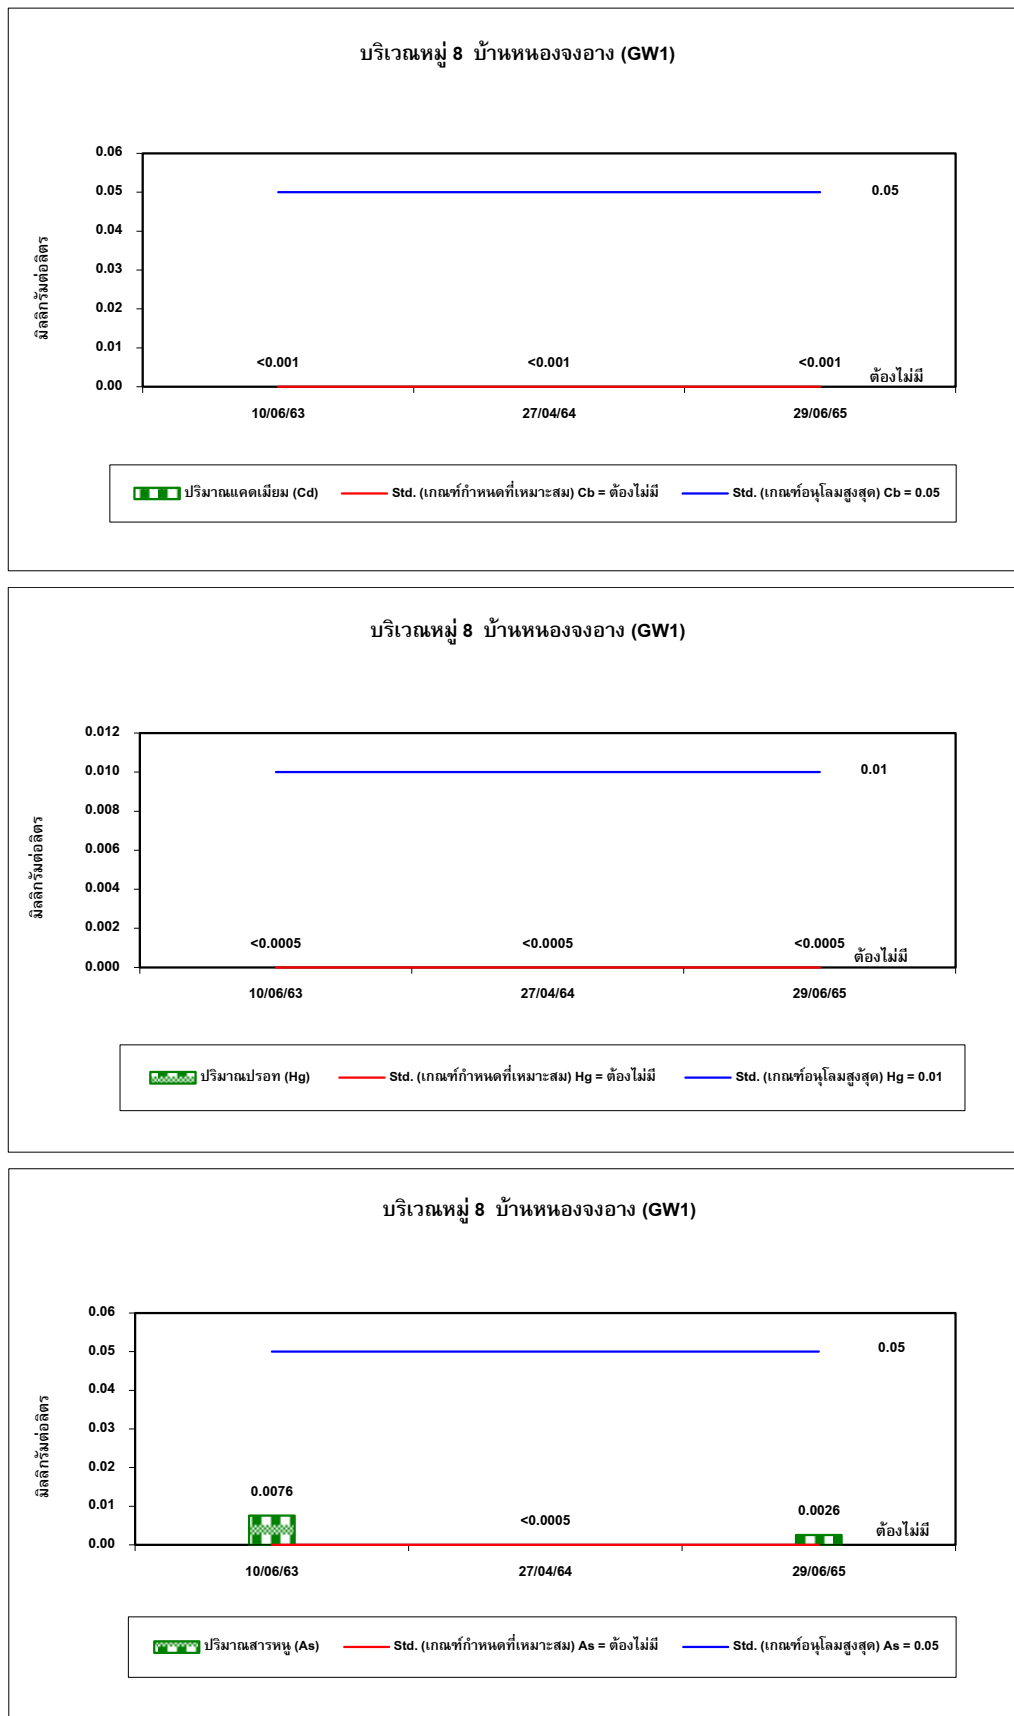 บริเวณหมู่ 8 บ้านหนองจงอาง (GW1)
มิลลิกรัมต่อลิตร
0.06
0.05
0.05
0.04
0.03
0.02
0.01
<0.001 <0.001 <0.001
0.00
ต้องไม่มี
10/06/63 27/04/64 29/06/65
ปริมาณแคดเมียม (Cd) Std. (เกณฑ์กำหนดที่เหมาะสม) Cb = ต้องไม่มี Std. (เกณฑ์อนุโลมสูงสุด) Cb = 0.05
บริเวณหมู่ 8 บ้านหนองจงอาง (GW1)
มิลลิกรัมต่อลิตร
0.012
0.010
0.01
0.008
0.006
0.004
0.002
<0.0005 <0.0005 <0.0005
ต้องไม่มี
0.000
10/06/63 27/04/64 29/06/65
ปริมาณปรอท (Hg) Std. (เกณฑ์กำหนดที่เหมาะสม) Hg = ต้องไม่มี Std. (เกณฑ์อนุโลมสูงสุด) Hg = 0.01
บริเวณหมู่ 8 บ้านหนองจงอาง (GW1)
มิลลิกรัมต่อลิตร
0.06
0.05
0.05
0.04
0.03
0.02
0.01
0.0076 <0.0005 0.0026
ต้องไม่มี
0.00
10/06/63 27/04/64 29/06/65
ปริมาณสารหนู (As) Std. (เกณฑ์กำหนดที่เหมาะสม) As = ต้องไม่มี Std. (เกณฑ์อนุโลมสูงสุด) As = 0.05